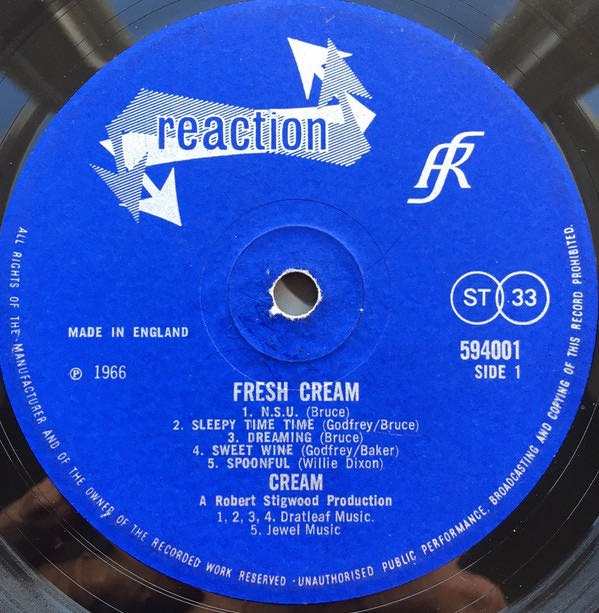 reaction
RSO
ST 33
MADE IN ENGLAND
594001
SIDE 1
℗ 1966
FRESH CREAM
1. N.S.U. (Bruce)
2. SLEEPY TIME TIME (Godfrey/Bruce)
3. DREAMING (Bruce)
4. SWEET WINE (Godfrey/Baker)
5. SPOONFUL (Willie Dixon)
CREAM
A Robert Stigwood Production
1, 2, 3, 4. Dratleaf Music.
5. Jewel Music
ALL RIGHTS OF THE MANUFACTURER AND OF THE OWNER OF THE RECORDED WORK RESERVED · UNAUTHORISED PUBLIC PERFORMANCE, BROADCASTING AND COPYING OF THIS RECORD PROHIBITED.